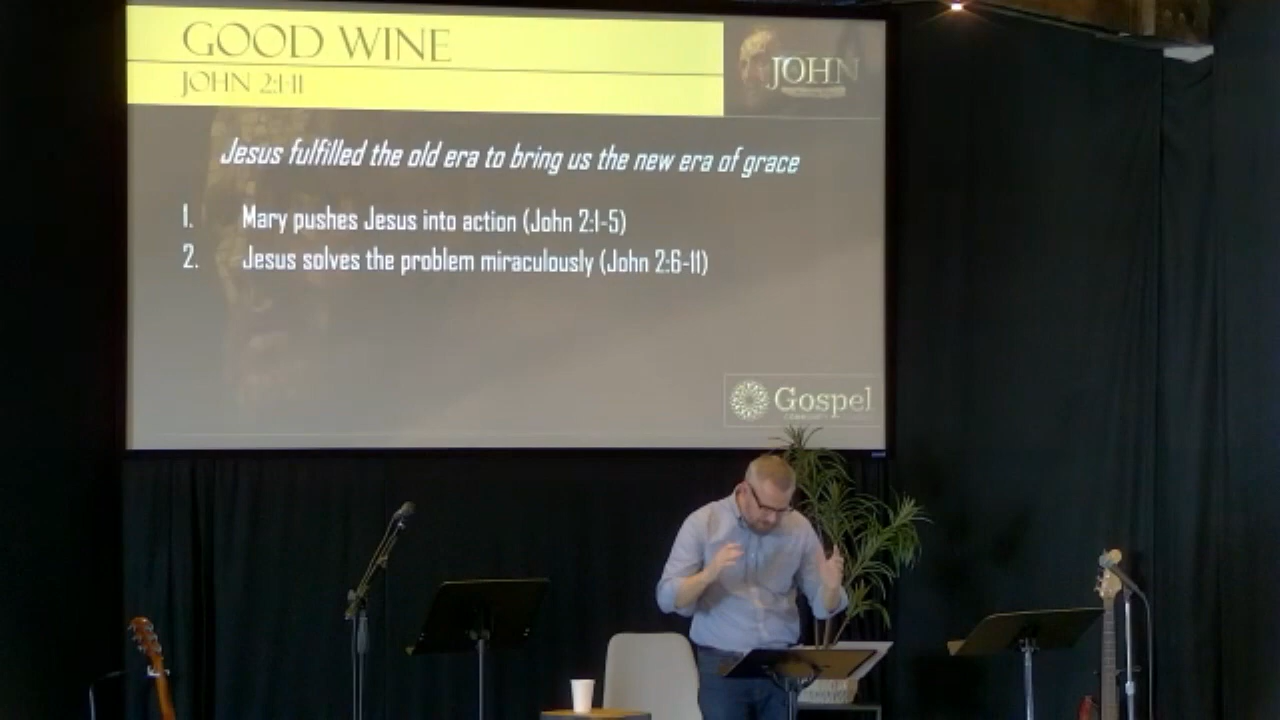 GOOD WINE
JOHN 2:1-11
JOHN
Jesus fulfilled the old era to bring us the new era of grace
1. Mary pushes Jesus into action (John 2:1-5)
2. Jesus solves the problem miraculously (John 2:6-11)
Gospel